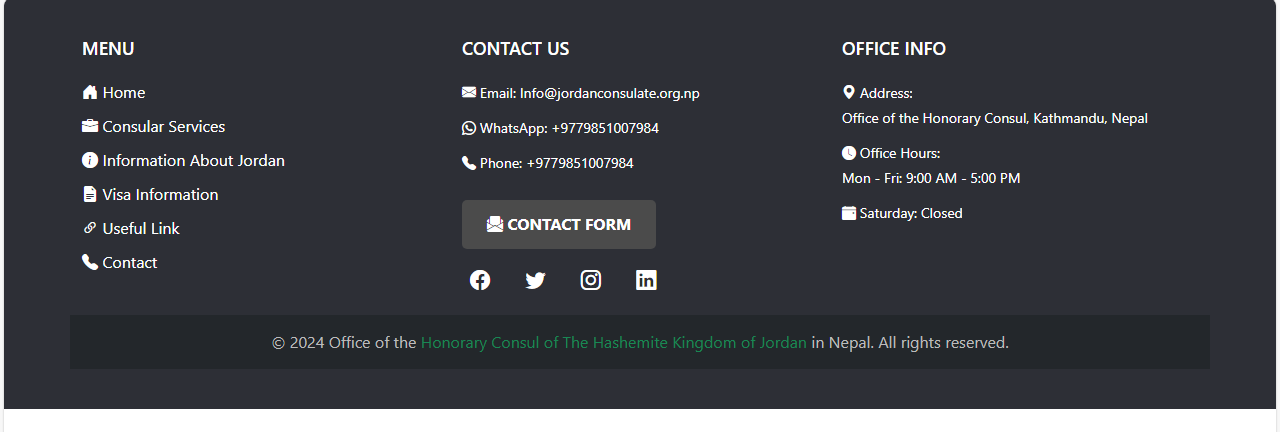 MENU
Home
Consular Services
Information About Jordan
Visa Information
Useful Link
Contact
CONTACT US
Email: Info@jordanconsulate.org.np
WhatsApp: +9779851007984
Phone: +9779851007984
CONTACT FORM
OFFICE INFO
Address:
Office of the Honorary Consul, Kathmandu, Nepal
Office Hours:
Mon - Fri: 9:00 AM - 5:00 PM
Saturday: Closed
© 2024 Office of the Honorary Consul of The Hashemite Kingdom of Jordan in Nepal. All rights reserved.